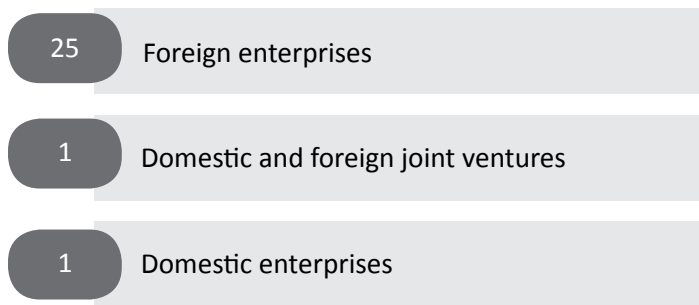 25 Foreign enterprises
1 Domestic and foreign joint ventures
1 Domestic enterprises